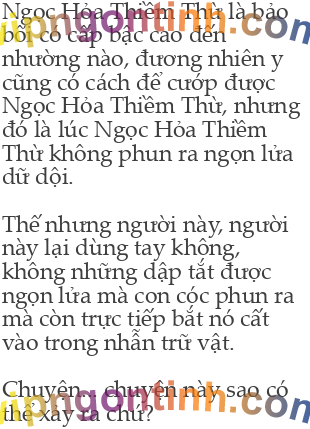 Ngọc Hỏa Thiềm Thừ là bảo
bối có cấp bậc cao đến
nhường nào, đương nhiên y
cũng có cách để cướp được
Ngọc Hỏa Thiềm Thừ, nhưng
đó là lúc Ngọc Hỏa Thiềm
Thừ không phun ra ngọn lửa
dữ dội.
Thế nhưng người này, người
này lại dùng tay không,
không những dập tắt được
ngọn lửa mà con cóc phun ra
mà còn trực tiếp bắt nó cất
vào trong nhẫn trữ vật.
Chuyện... chuyện này sao có
thể xảy ra chứ?